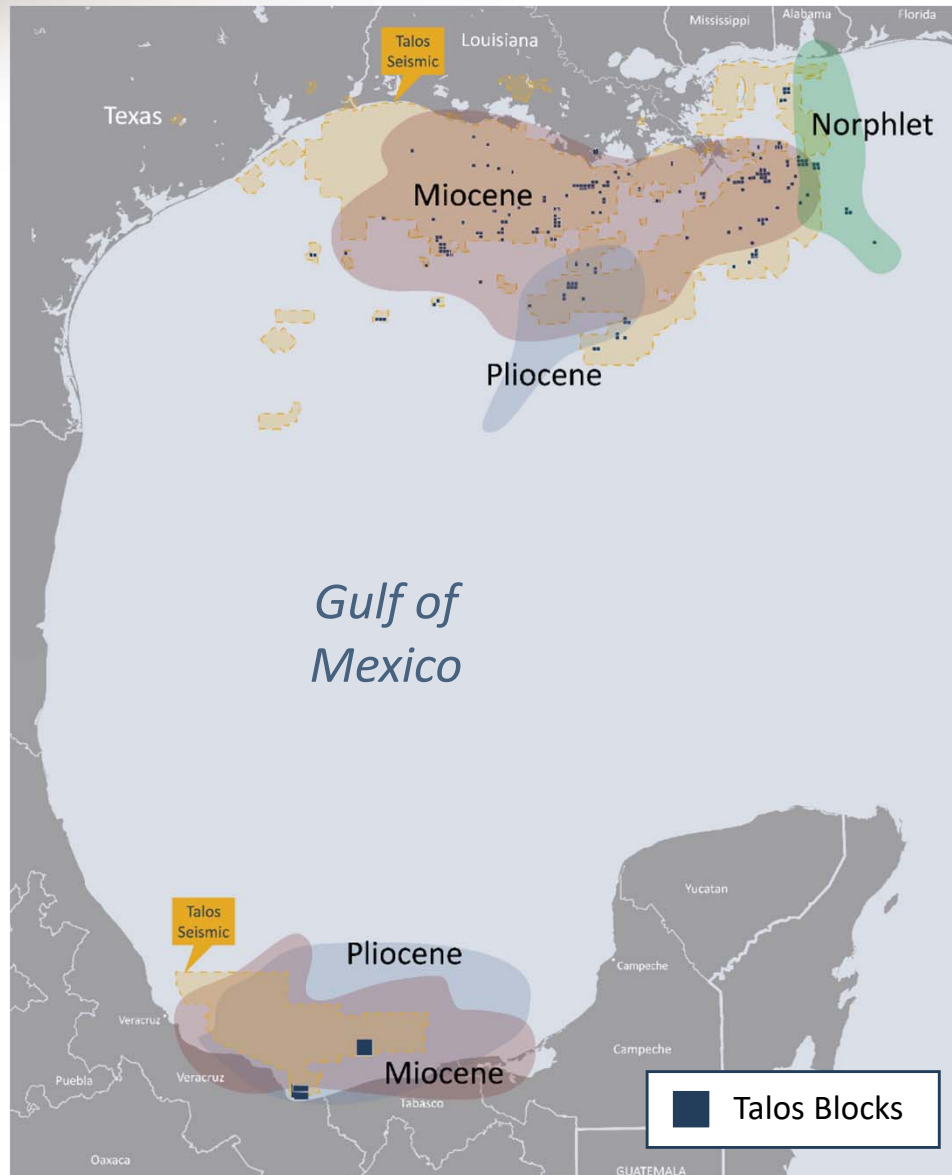 Mississippi
Alabama
Florida
Talos
Seismic
Louisiana
Texas
Norphlet
Miocene
Pliocene
Gulf of
Mexico
Talos
Seismic
Pliocene
Yucatan
Campeche
Veracruz
Campeche
Miocene
Puebla
Veracruz
Tabasco
Talos Blocks
Oaxaca
GUATEMALA